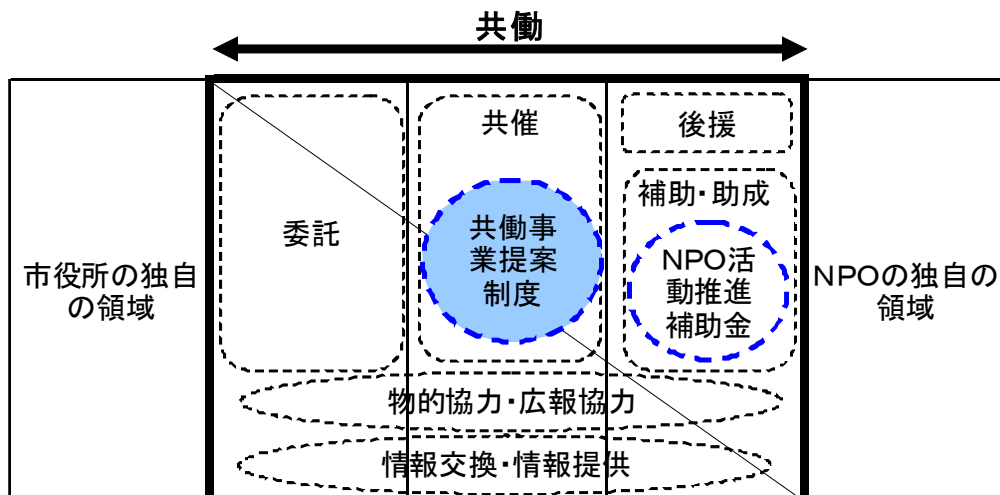 共働
共催
後援
補助・助成
委託
共働事
業提案
制度
NPO活
動推進
補助金
市役所の独自
の領域
NPOの独自の
領域
物的協力・広報協力
情報交換・情報提供